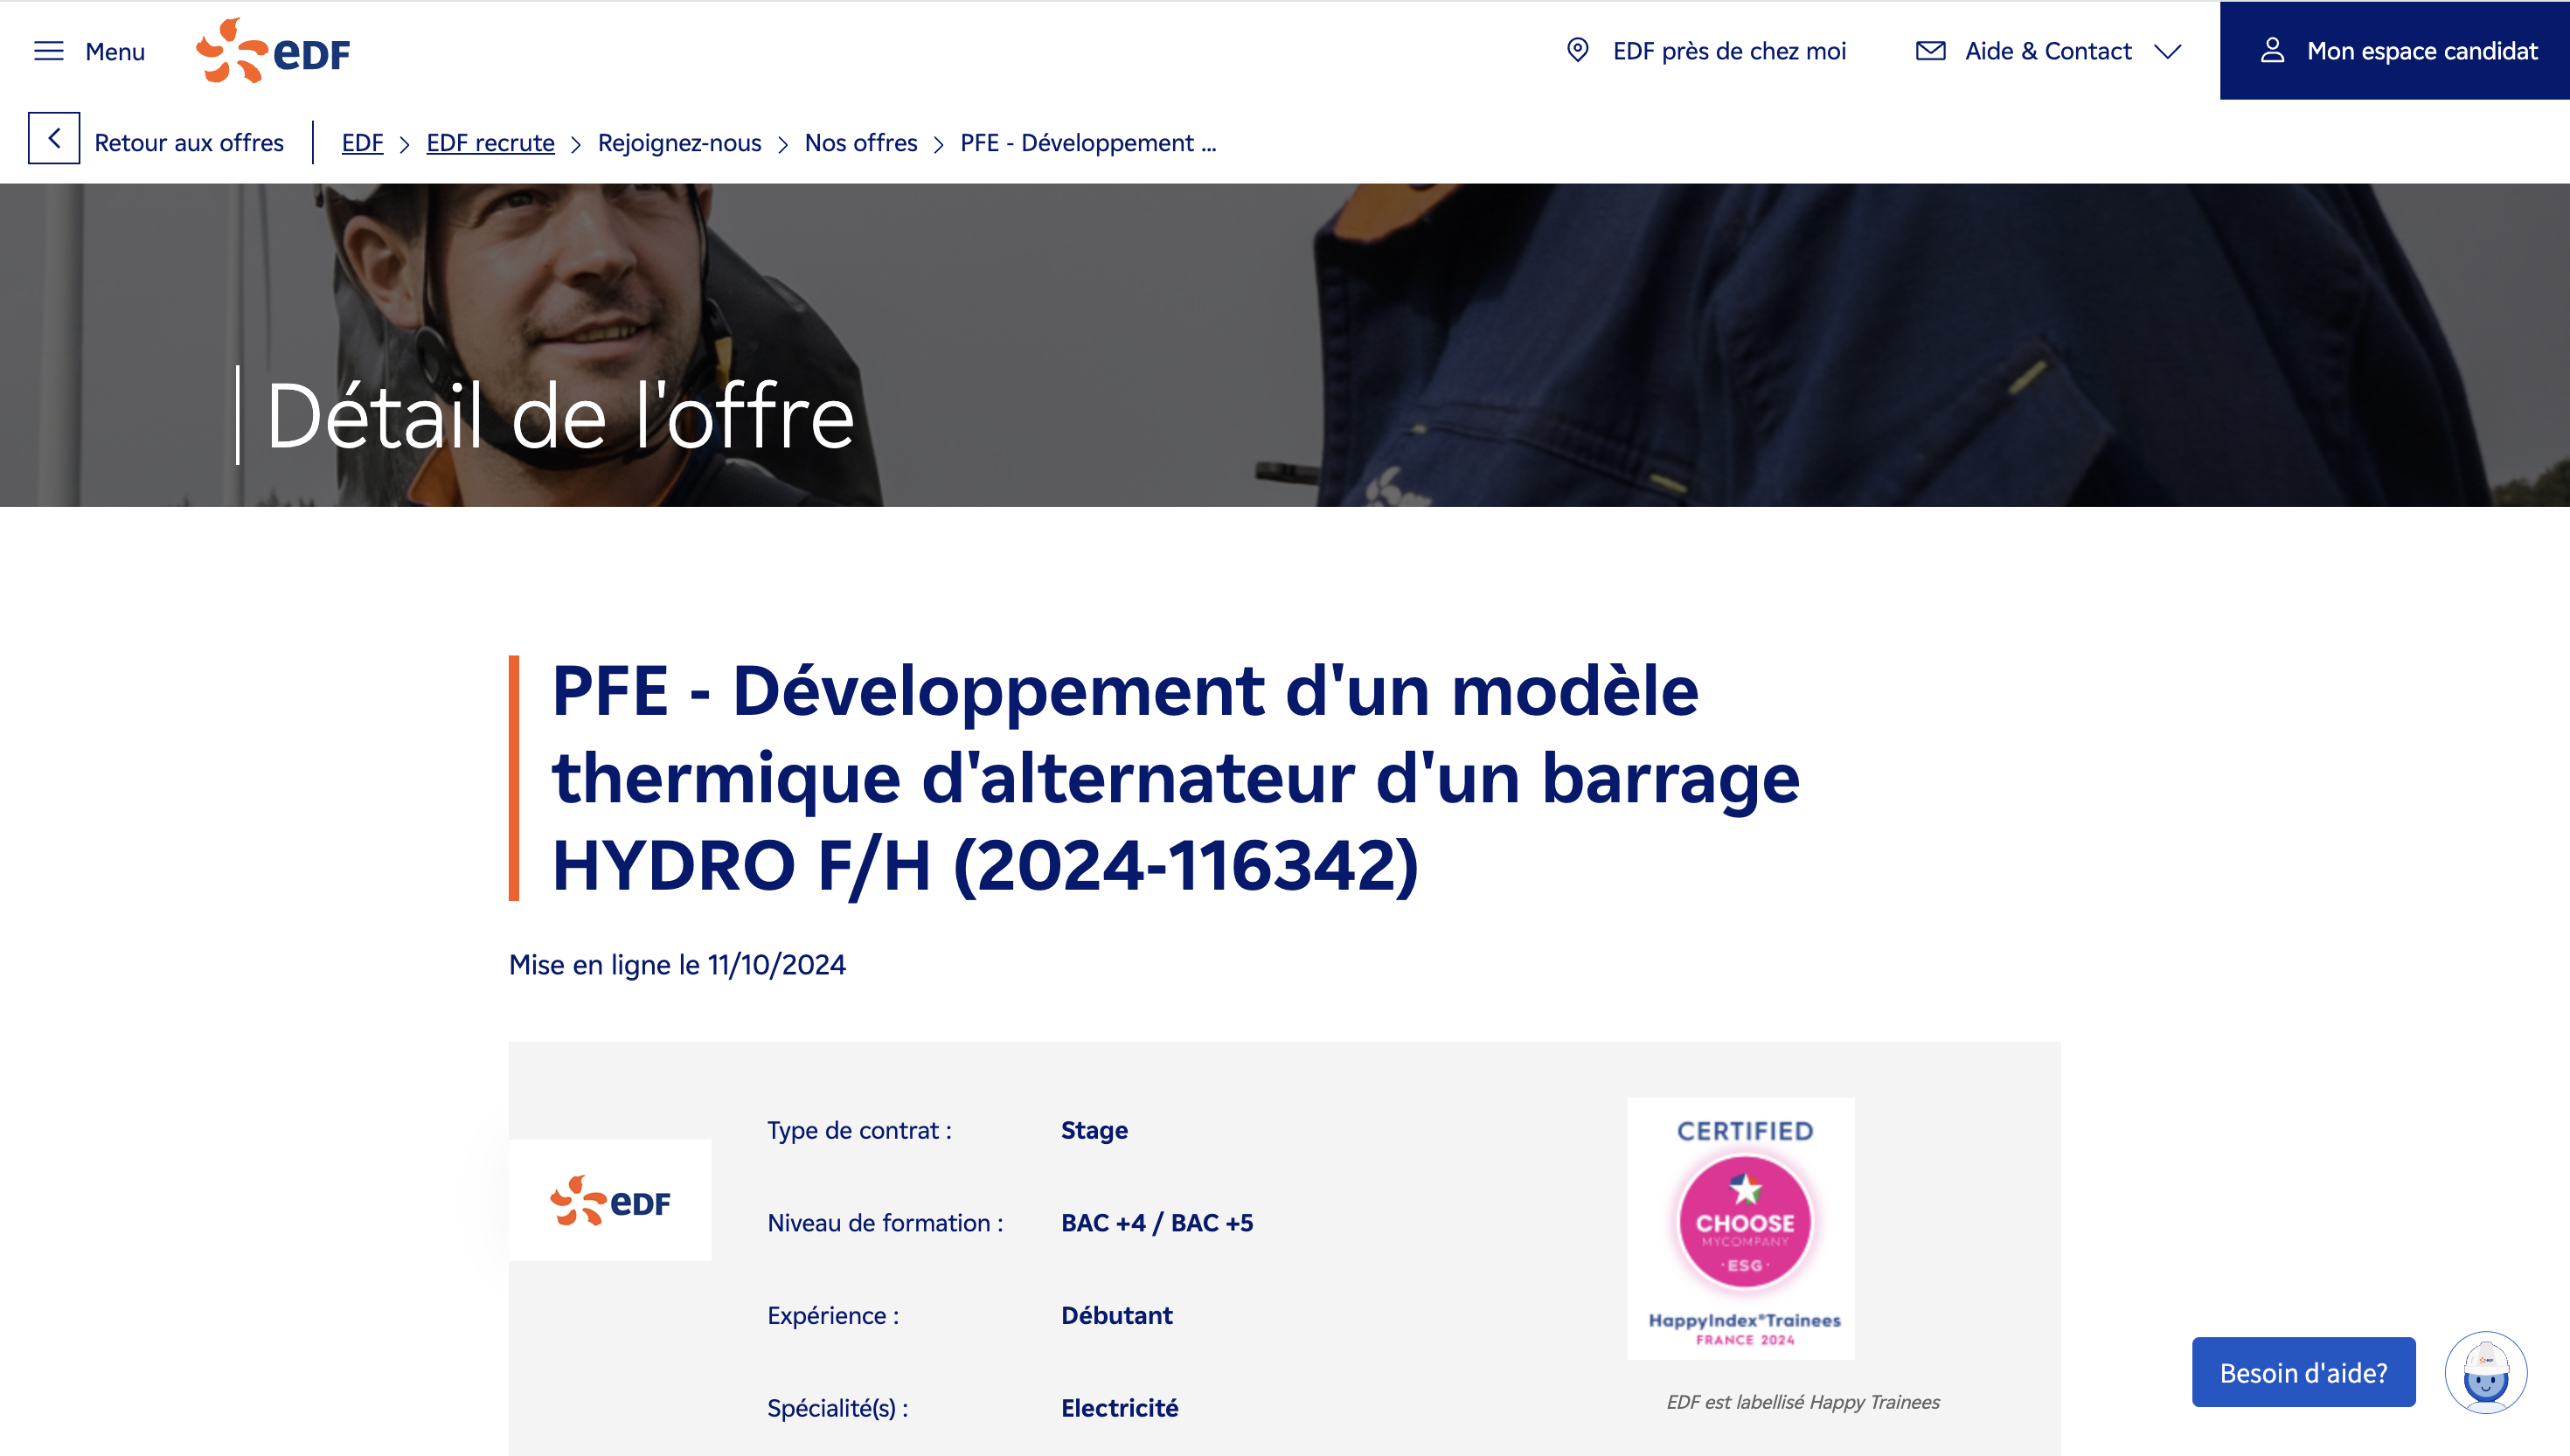 Menu
eDF
EDF près de chez moi
Aide & Contact
Mon espace candidat
Retour aux offres
EDF > EDF recrute > Rejoignez-nous > Nos offres > PFE - Développement ...
Détail de l'offre
PFE - Développement d'un modèle
thermique d'alternateur d'un barrage
HYDRO F/H (2024-116342)
Mise en ligne le 11/10/2024
eDF
Type de contrat : Stage
Niveau de formation : BAC +4 / BAC +5
Expérience : Débutant
Spécialité(s) : Electricité
CERTIFIED
CHOOSE
MYCOMPANY
·ESG·
HappyIndex®Trainees
FRANCE 2024
EDF est labellisé Happy Trainees
Besoin d'aide?